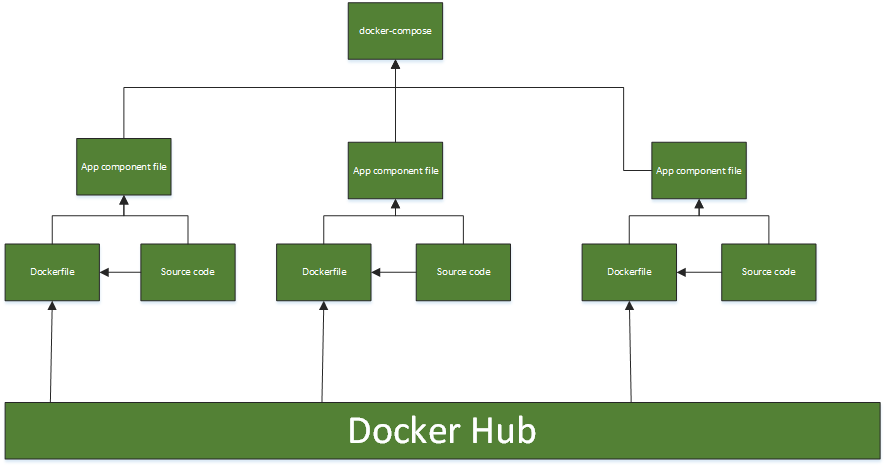 docker-compose
App component file
App component file
App component file
Dockerfile
Source code
Dockerfile
Source code
Dockerfile
Source code
Docker Hub